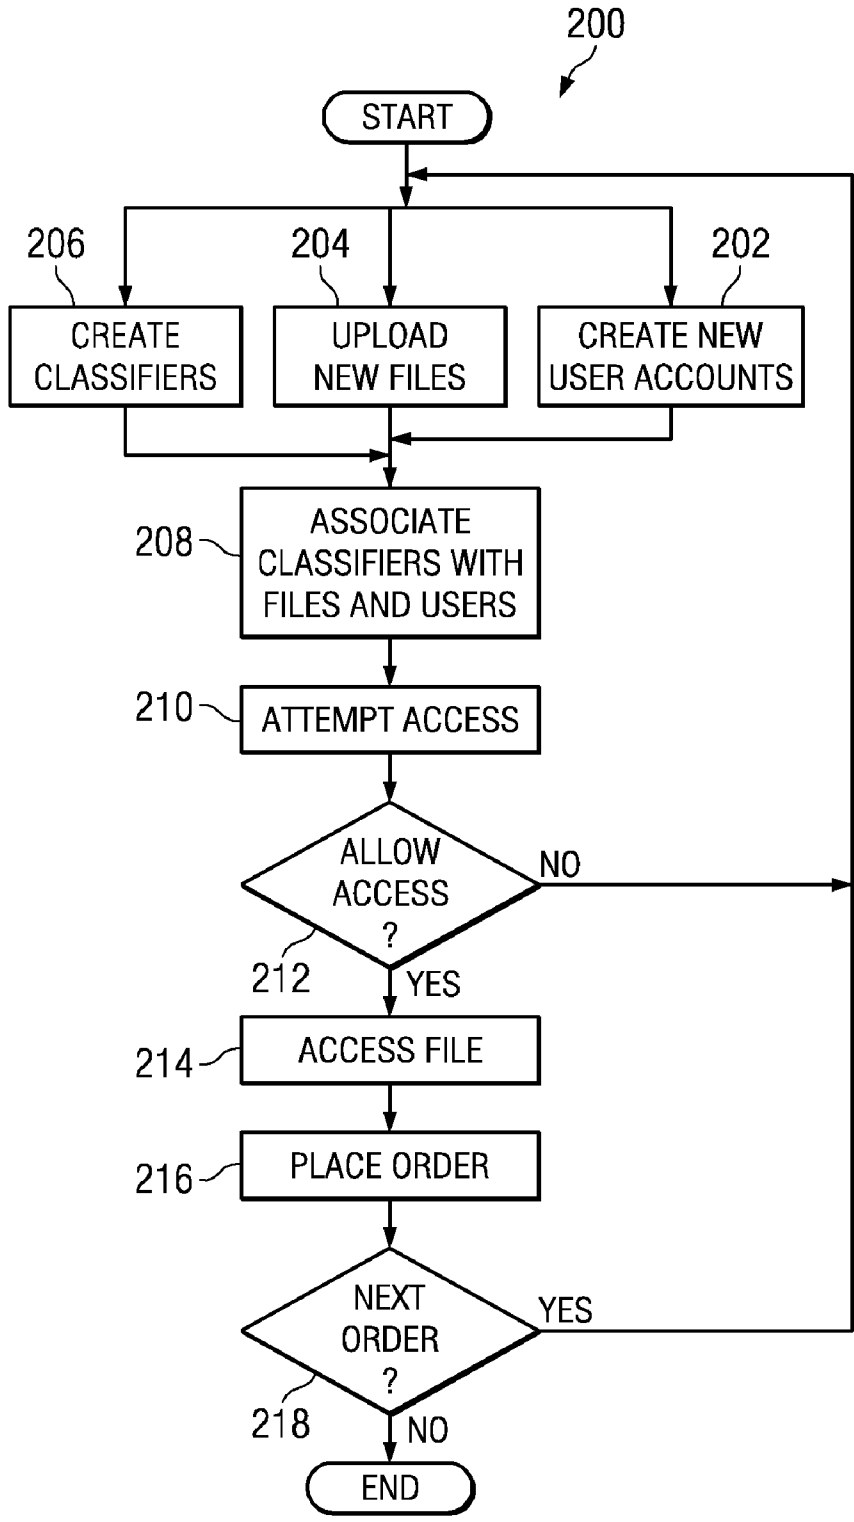 200
START
206
204
202
CREATE
CLASSIFIERS
UPLOAD
NEW FILES
CREATE NEW
USER ACCOUNTS
208
ASSOCIATE
CLASSIFIERS WITH
FILES AND USERS
210
ATTEMPT ACCESS
ALLOW
ACCESS
?
NO
212
YES
214
ACCESS FILE
216
PLACE ORDER
NEXT
ORDER
?
YES
218
NO
END